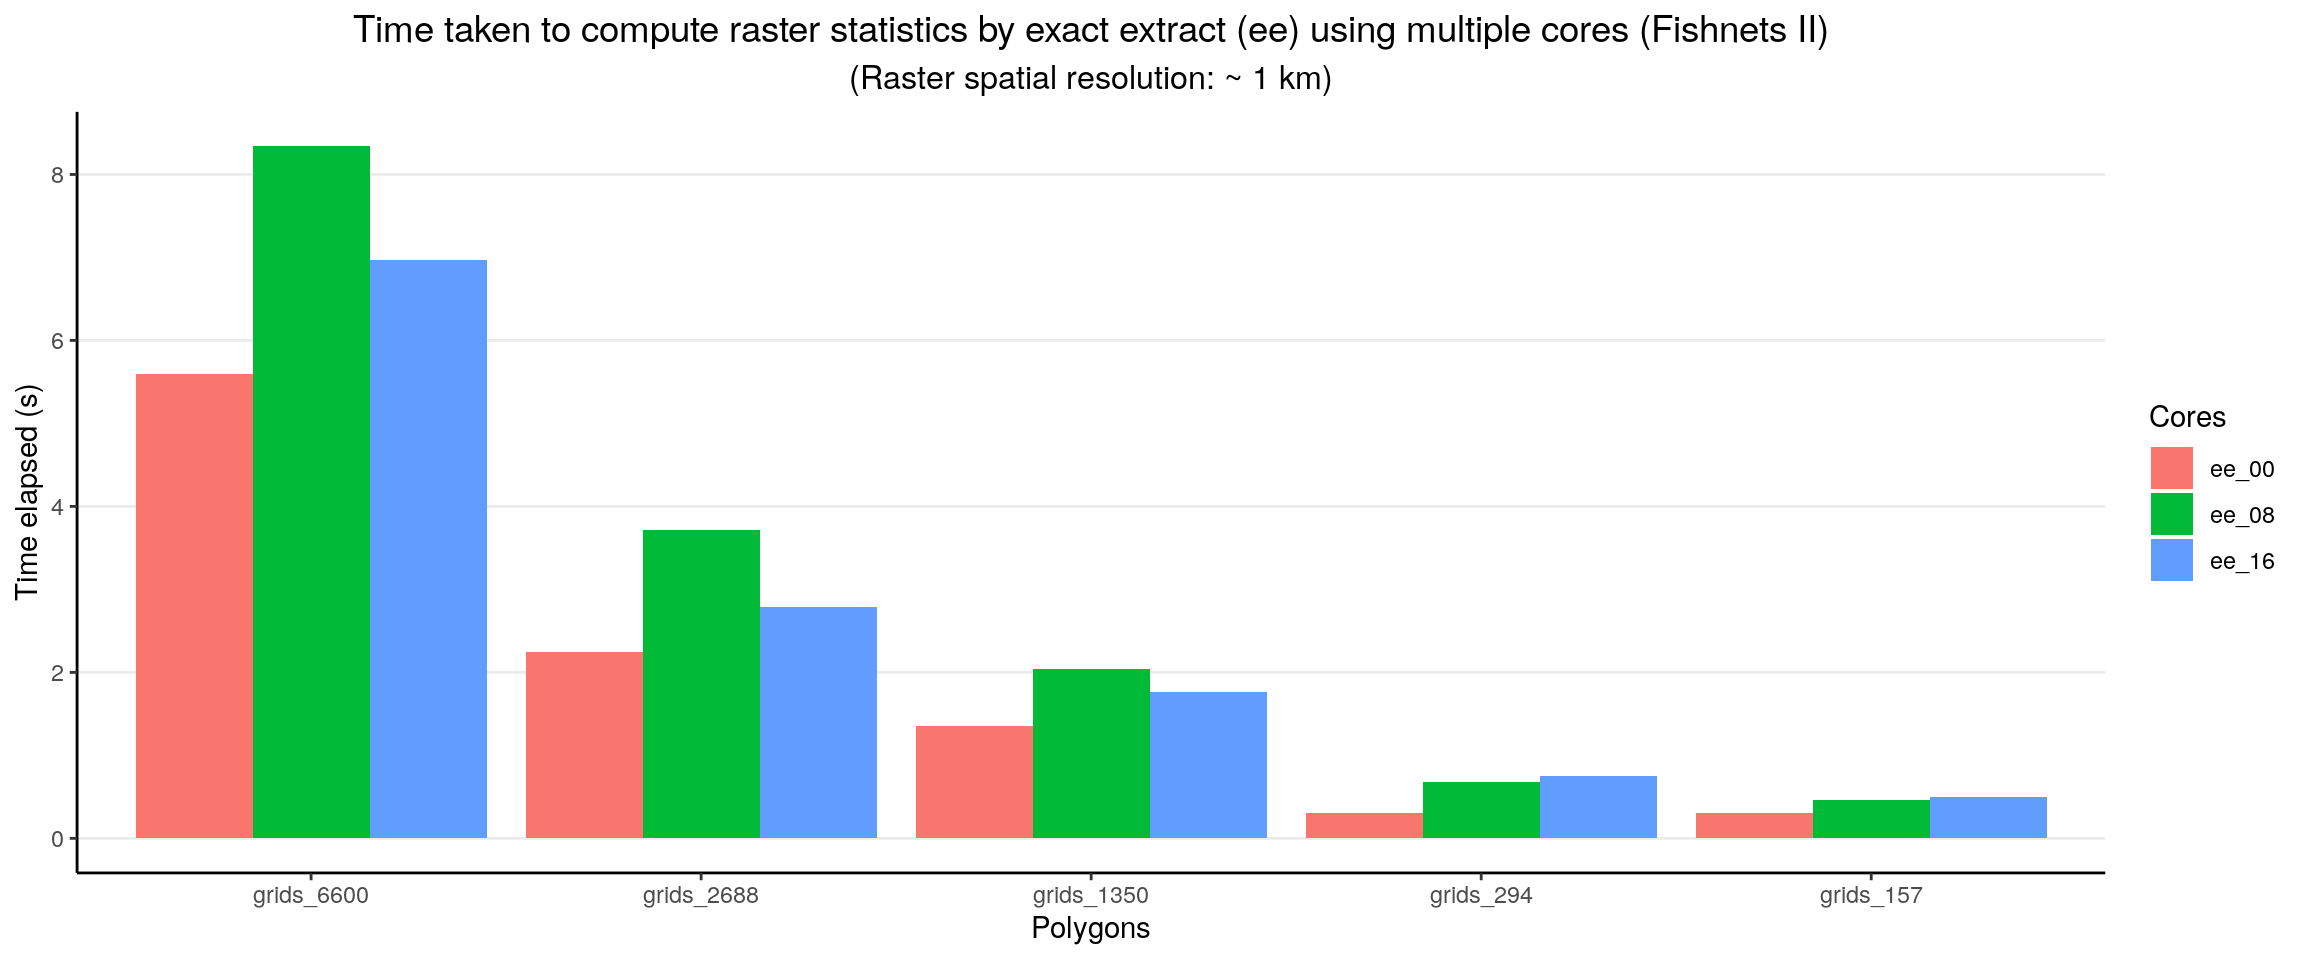 Time taken to compute raster statistics by exact extract (ee) using multiple cores (Fishnets II)
(Raster spatial resolution: ~ 1 km)
Time elapsed (s)
8
6
4
2
0
grids_6600
grids_2688
grids_1350
grids_294
grids_157
Polygons
Cores
ee_00
ee_08
ee_16